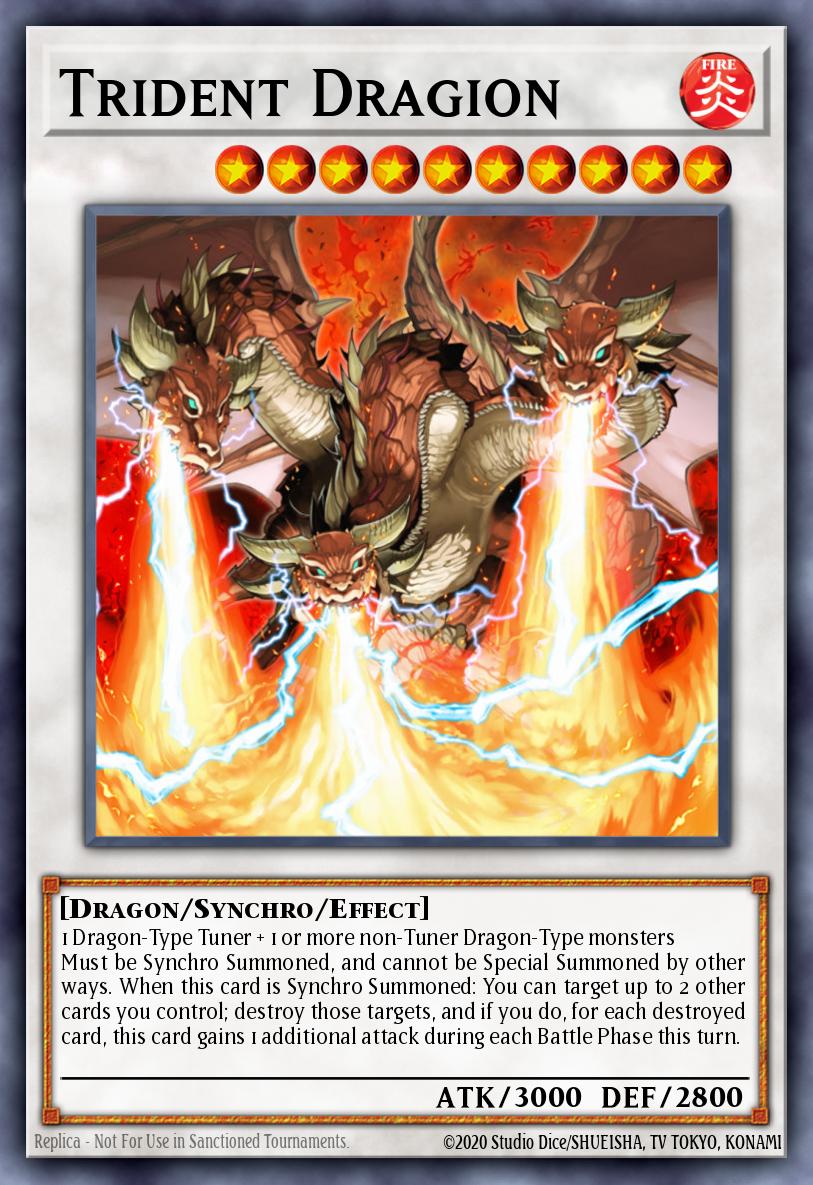 Trident Dragion
FIRE
炎
[Dragon/Synchro/Effect]
1 Dragon-Type Tuner + 1 or more non-Tuner Dragon-Type monsters
Must be Synchro Summoned, and cannot be Special Summoned by other
ways. When this card is Synchro Summoned: You can target up to 2 other
cards you control; destroy those targets, and if you do, for each destroyed
card, this card gains 1 additional attack during each Battle Phase this turn.
ATK/3000 DEF/2800
Replica - Not For Use in Sanctioned Tournaments. ©2020 Studio Dice/SHUEISHA, TV TOKYO, KONAMI